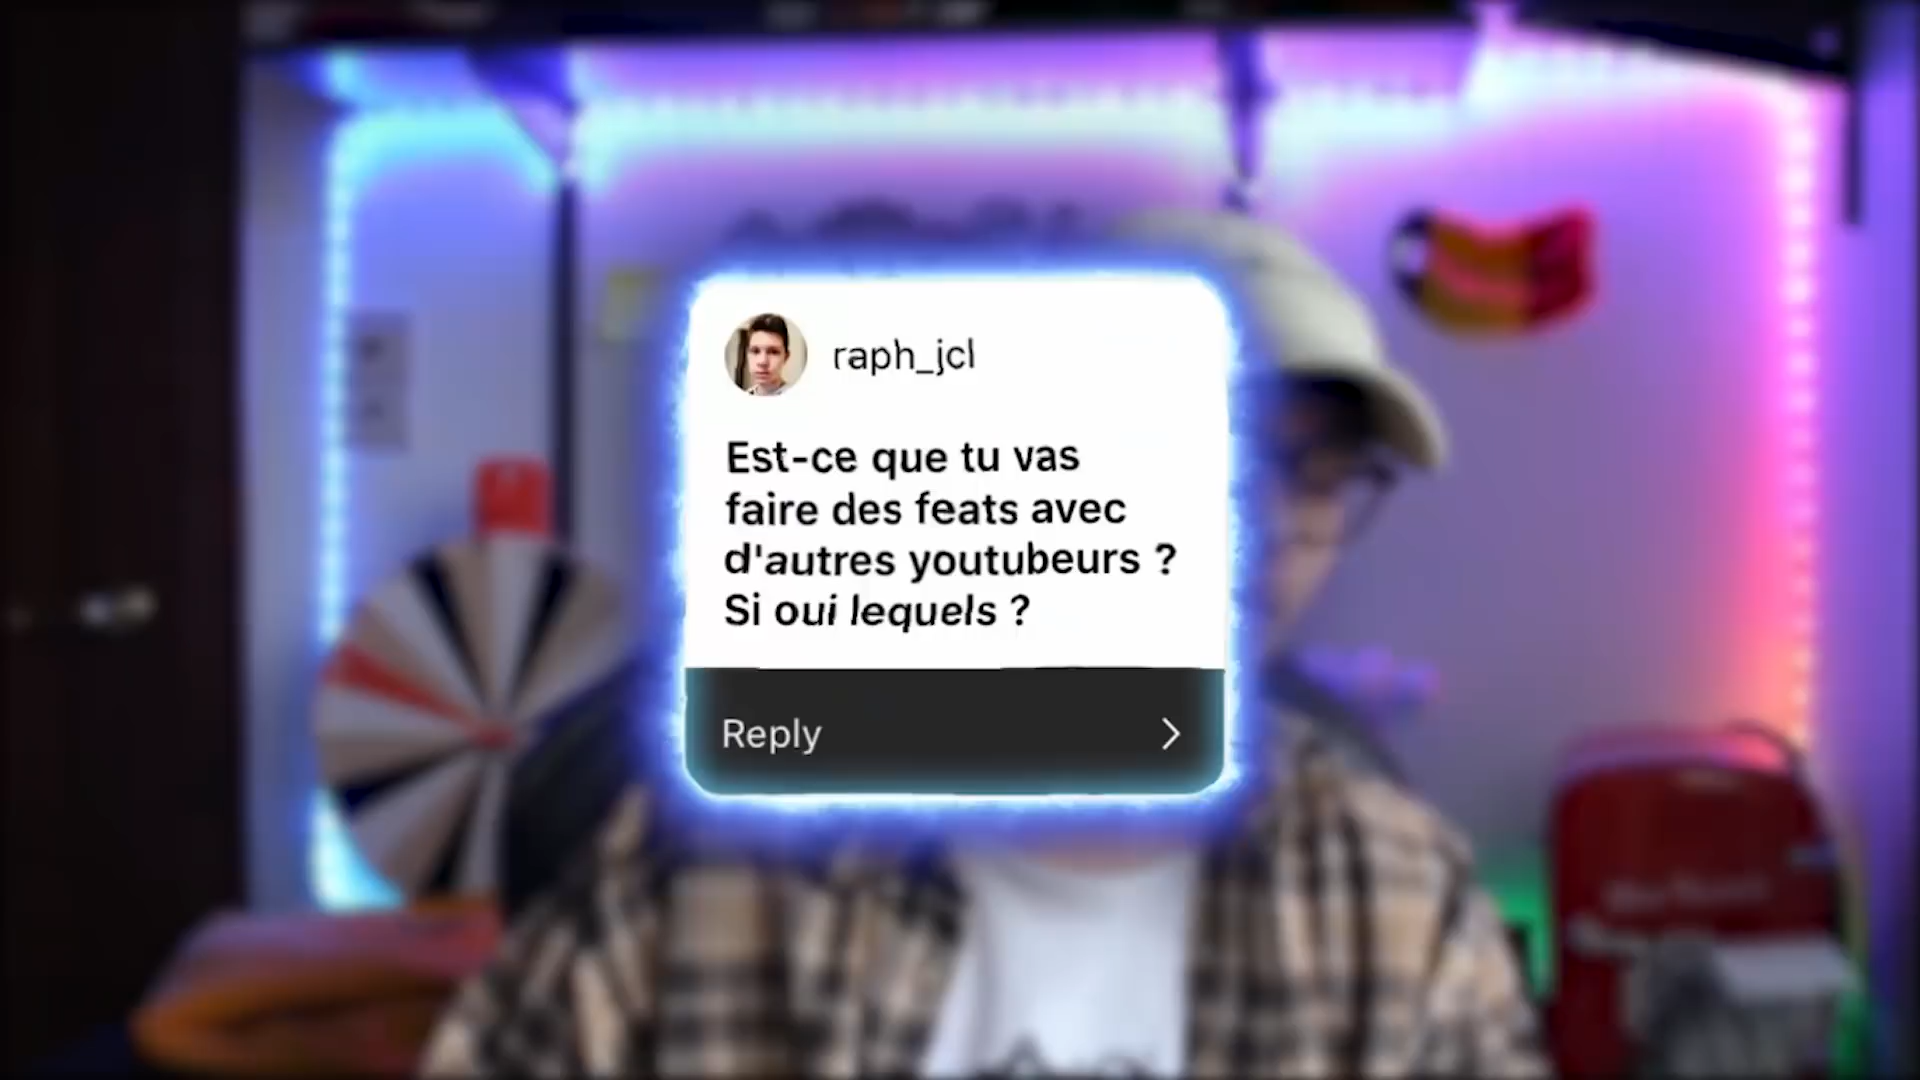 raph_jcl
Est-ce que tu vas
faire des feats avec
d'autres youtubeurs ?
Si oui lequels ?
Reply